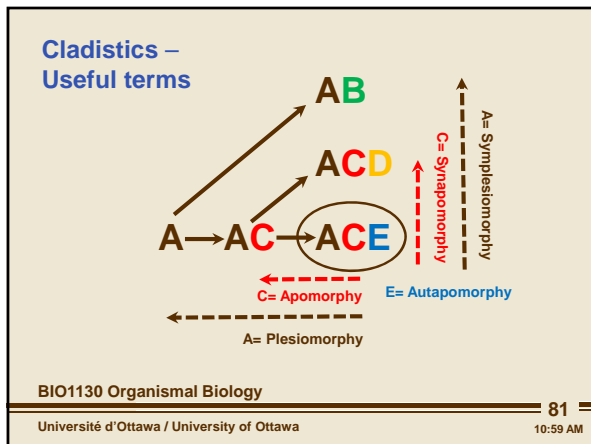 Cladistics –
Useful terms
AB
ACD
A AC ACE
C= Synapomorphy
A= Symplesiomorphy
C= Apomorphy
E= Autapomorphy
A= Plesiomorphy
BIO1130 Organismal Biology
81
Université d'Ottawa / University of Ottawa
10:59 AM